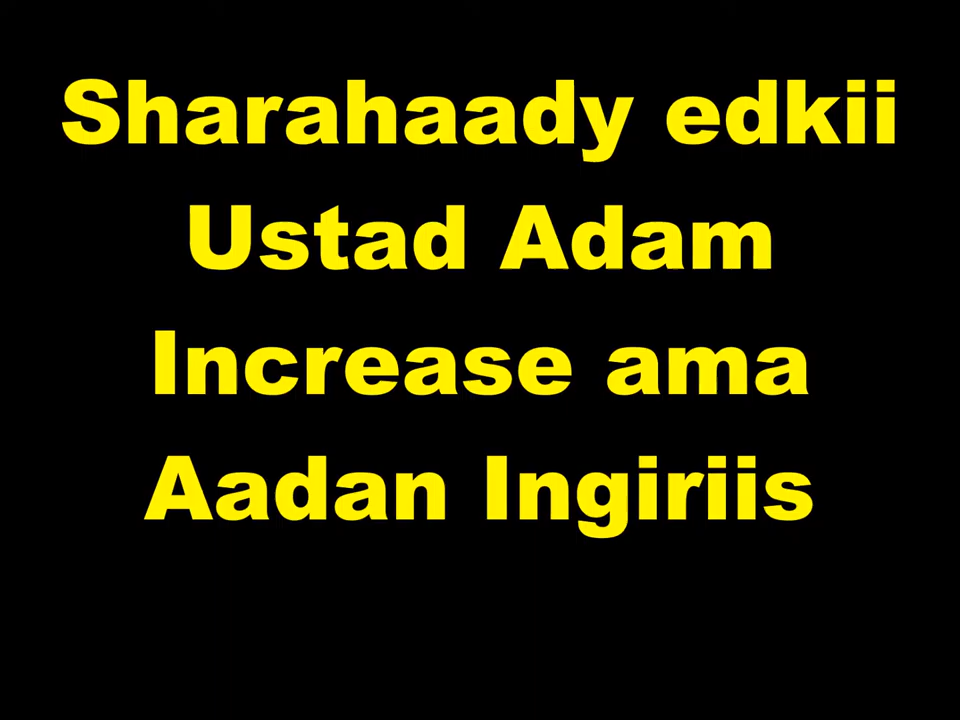 Sharahaady edkii
Ustad Adam
Increase ama
Aadan Ingiriis